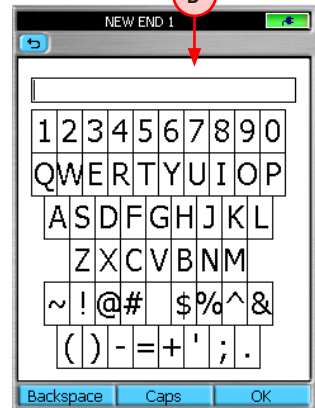 NEW END 1
1 2 3 4 5 6 7 8 9 0
Q W E R T Y U I O P
A S D F G H J K L
Z X C V B N M
~ ! @ # $ % ^ &
( ) - = + ' ; .
Backspace Caps OK